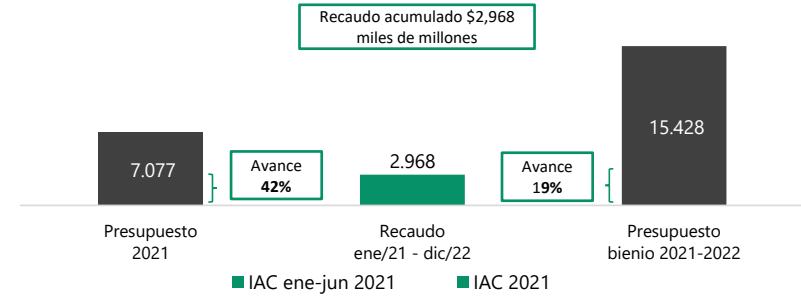 Recaudo acumulado $2,968
miles de millones
15.428
7.077
Avance
42%
2.968
Avance
19%
Presupuesto
2021
Recaudo
ene/21 - dic/22
Presupuesto
bienio 2021-2022
IAC ene-jun 2021
IAC 2021